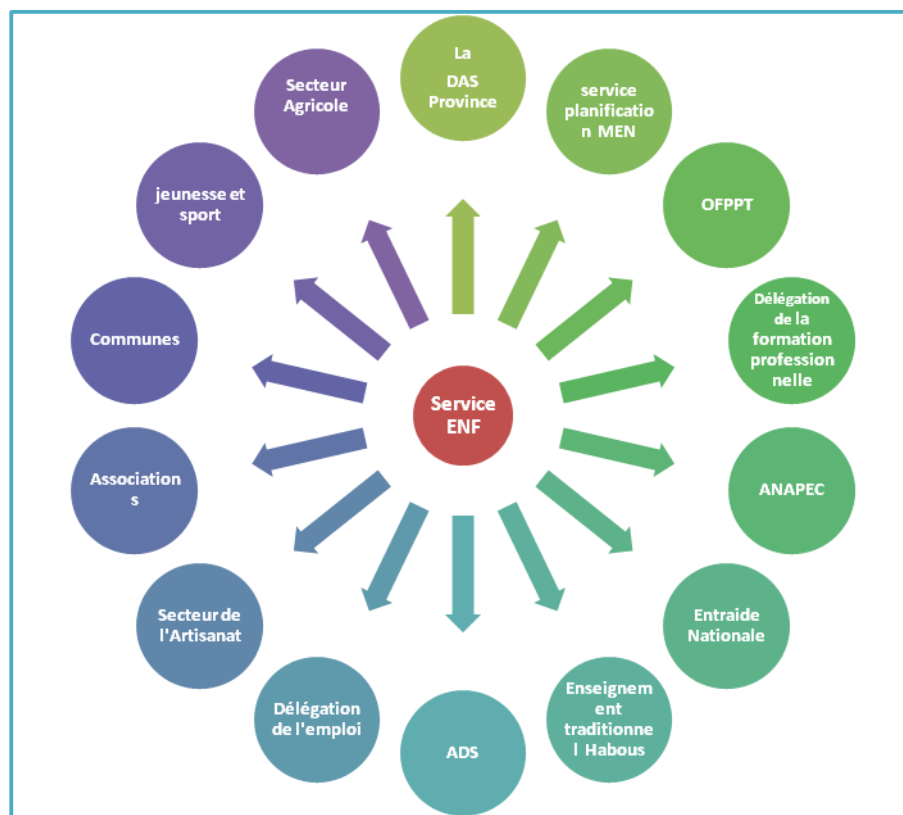 La
DAS
Province
service
planificatio
n MEN
OFPPT
Délégation
de la
formation
profession
nelle
ANAPEC
Entraide
Nationale
Enseignem
ent
traditionne
l Habous
ADS
Délégation
de l'emploi
Secteur de
l'Artisanat
Association
s
Communes
jeunesse et
sport
Secteur
Agricole
Service
ENF